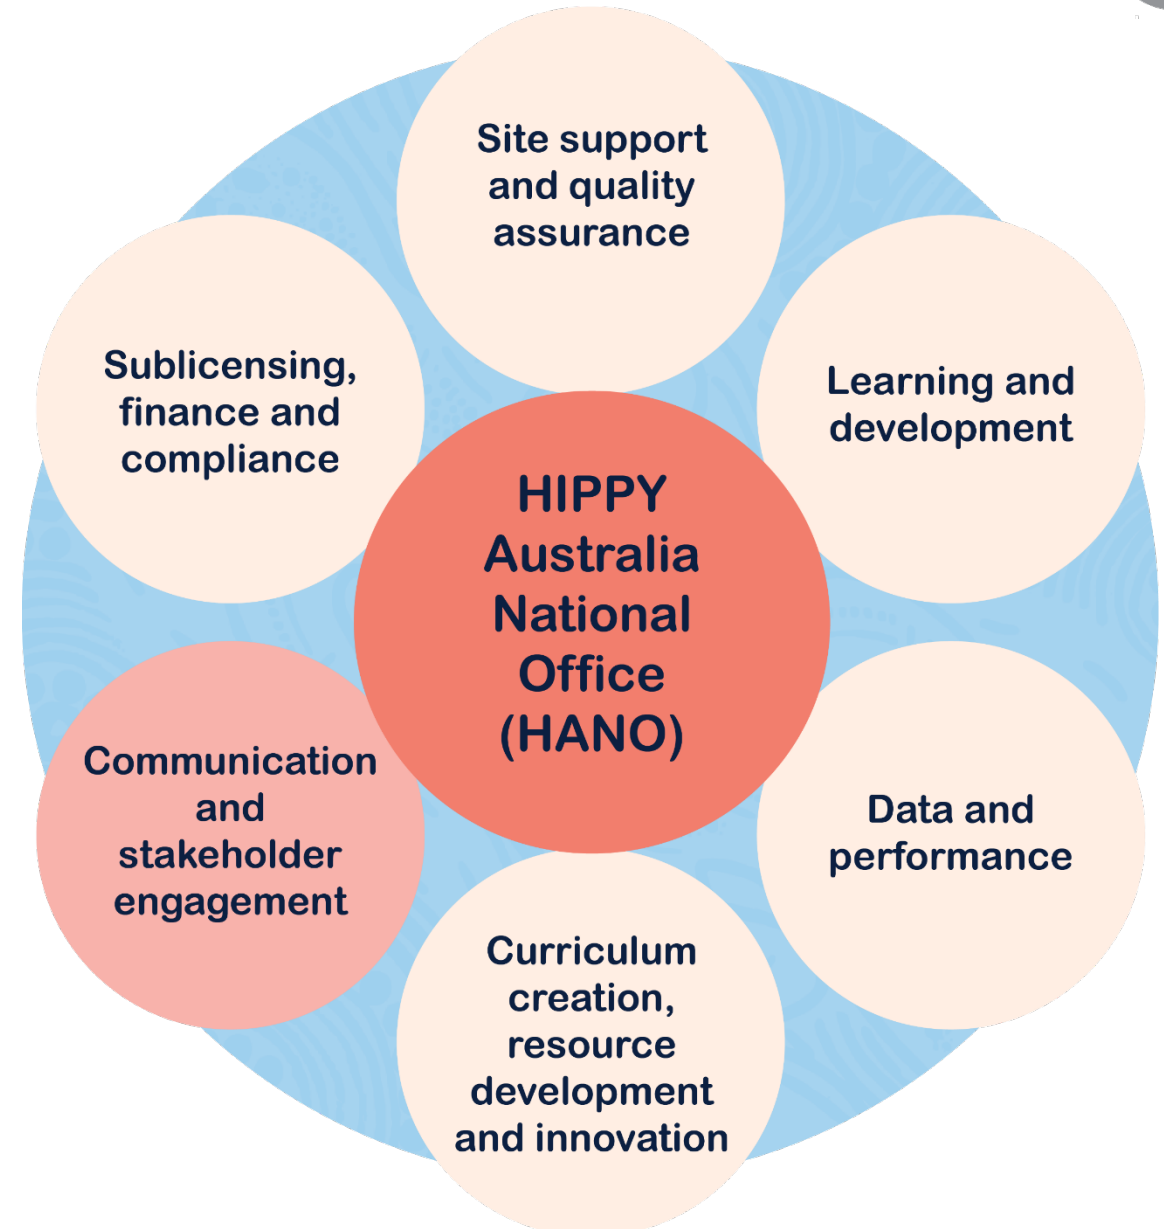 Site support
and quality
assurance
Sublicensing,
finance and
compliance
Learning and
development
HIPPY
Australia
National
Office
(HANO)
Communication
and
stakeholder
engagement
Data and
performance
Curriculum
creation,
resource
development
and innovation